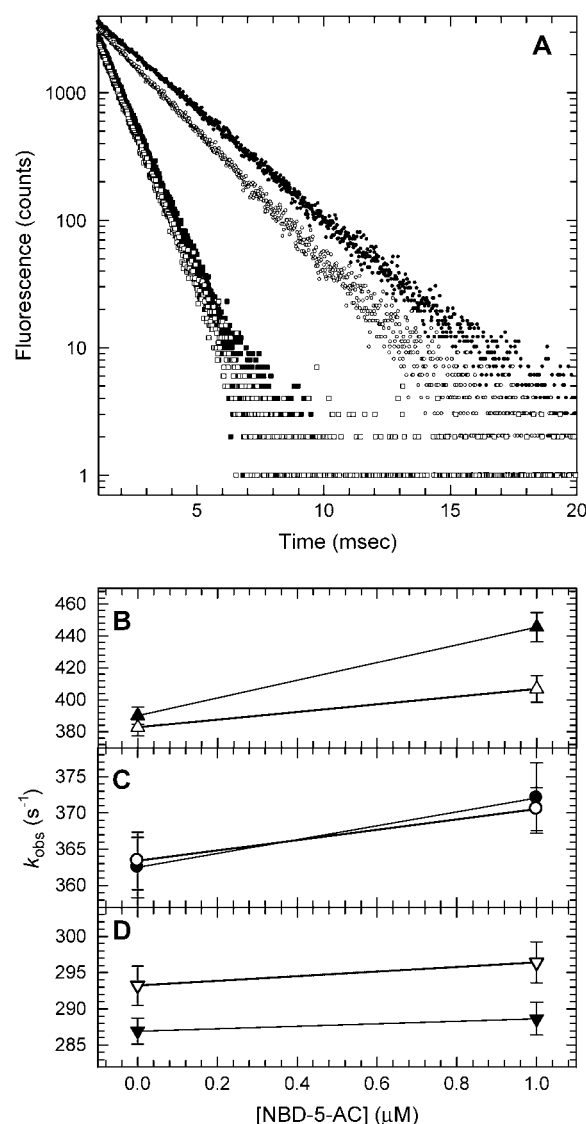 A
1000
100
10
1
Fluorescence (counts)
5 10 15 20
Time (msec)
B
460
440
420
400
380
C
375
370
365
360
k_obs (s⁻¹)
D
300
295
290
285
0.0 0.2 0.4 0.6 0.8 1.0
[NBD-5-AC] (μM)